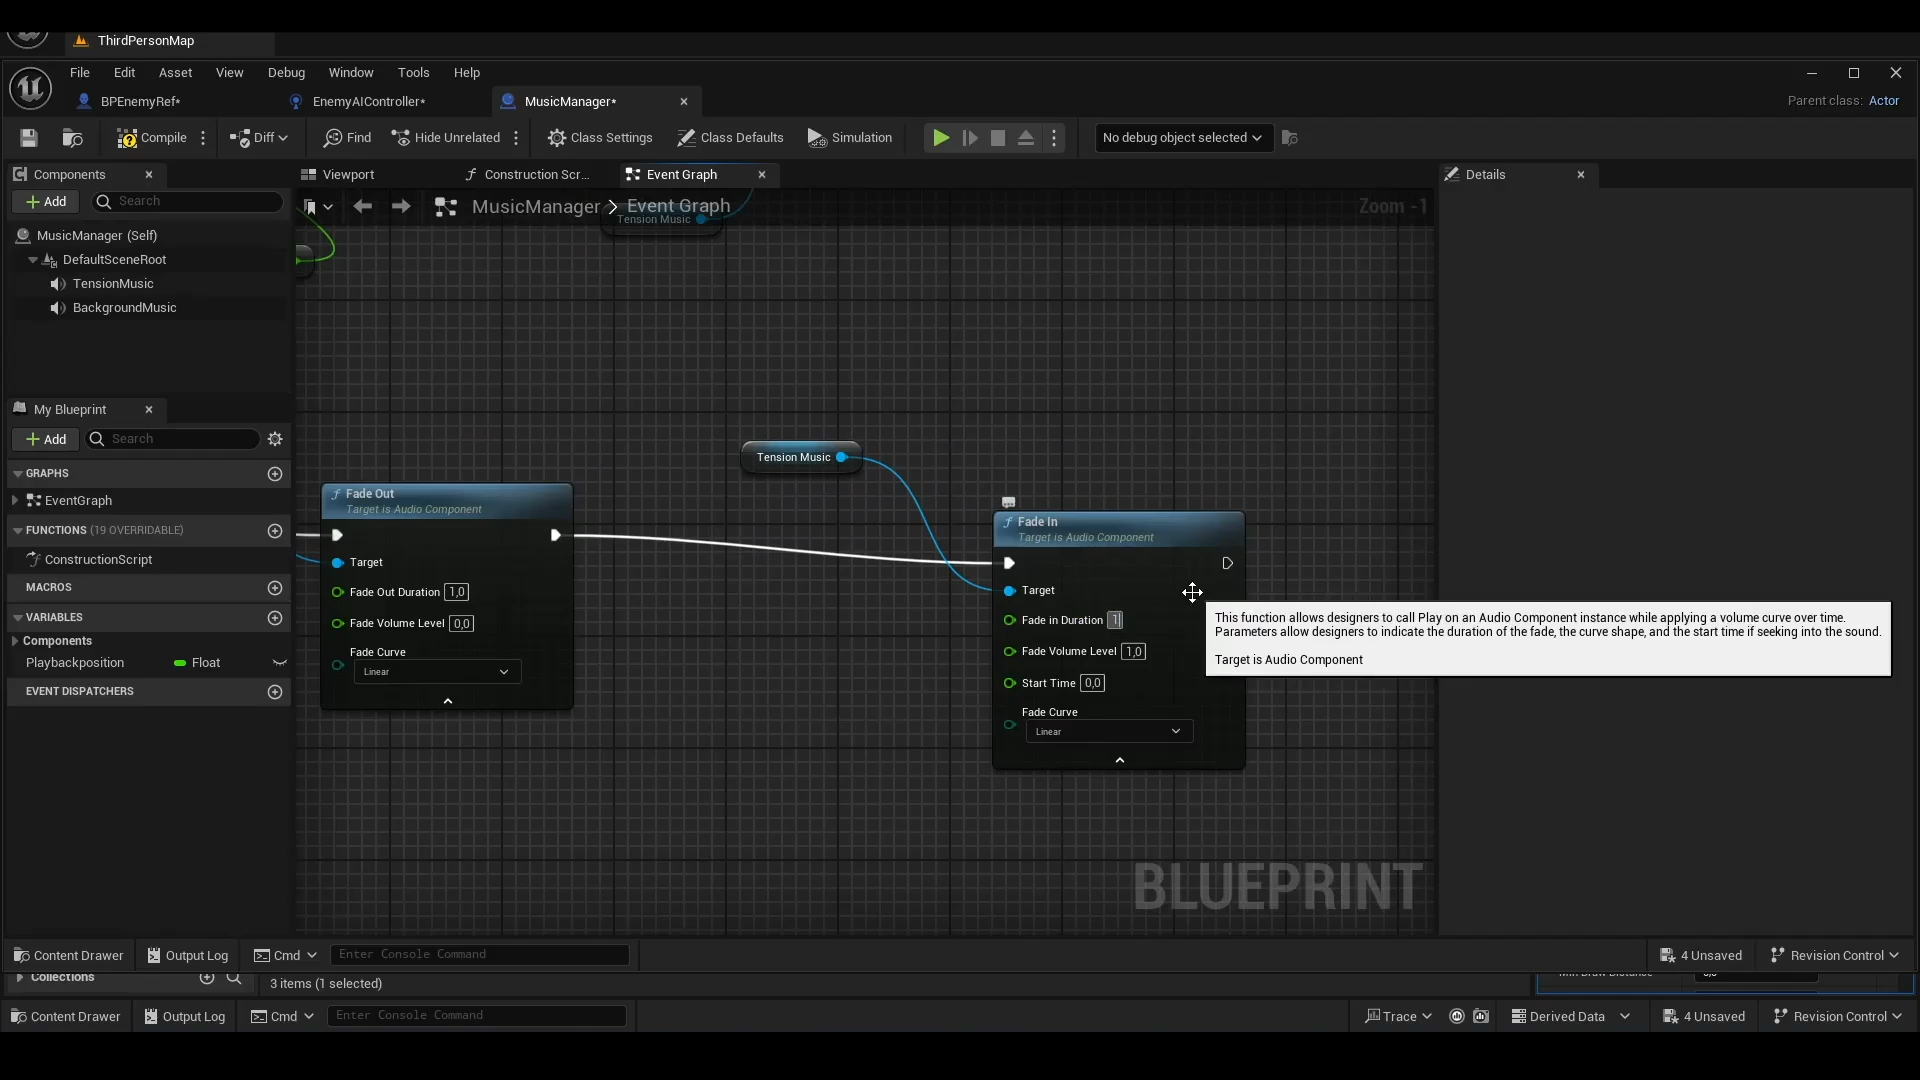 ThirdPersonMap
File Edit Asset View Debug Window Tools Help
BPEnemyRef*
EnemyAIController*
MusicManager*
Parent class: Actor
Compile
Diff
Find
Hide Unrelated
Class Settings
Class Defaults
Simulation
No debug object selected
Components
Viewport
Construction Scr...
Event Graph
Details
Add
Search
MusicManager
Event Graph
Zoom -1
Tension Music
MusicManager (Self)
DefaultSceneRoot
TensionMusic
BackgroundMusic
My Blueprint
Add
Search
GRAPHS
EventGraph
FUNCTIONS (19 OVERRIDABLE)
ConstructionScript
MACROS
VARIABLES
Components
Playbackposition
Float
EVENT DISPATCHERS
Tension Music
Fade Out
Target is Audio Component
Target
Fade Out Duration 1,0
Fade Volume Level 0,0
Fade Curve
Linear
Fade In
Target is Audio Component
Target
Fade in Duration 1
Fade Volume Level 1,0
Start Time 0,0
Fade Curve
Linear
This function allows designers to call Play on an Audio Component instance while applying a volume curve over time.
Parameters allow designers to indicate the duration of the fade, the curve shape, and the start time if seeking into the sound.
Target is Audio Component
BLUEPRINT
Content Drawer
Output Log
Cmd
Enter Console Command
4 Unsaved
Revision Control
Collections
3 items (1 selected)
Content Drawer
Output Log
Cmd
Enter Console Command
Trace
Derived Data
4 Unsaved
Revision Control